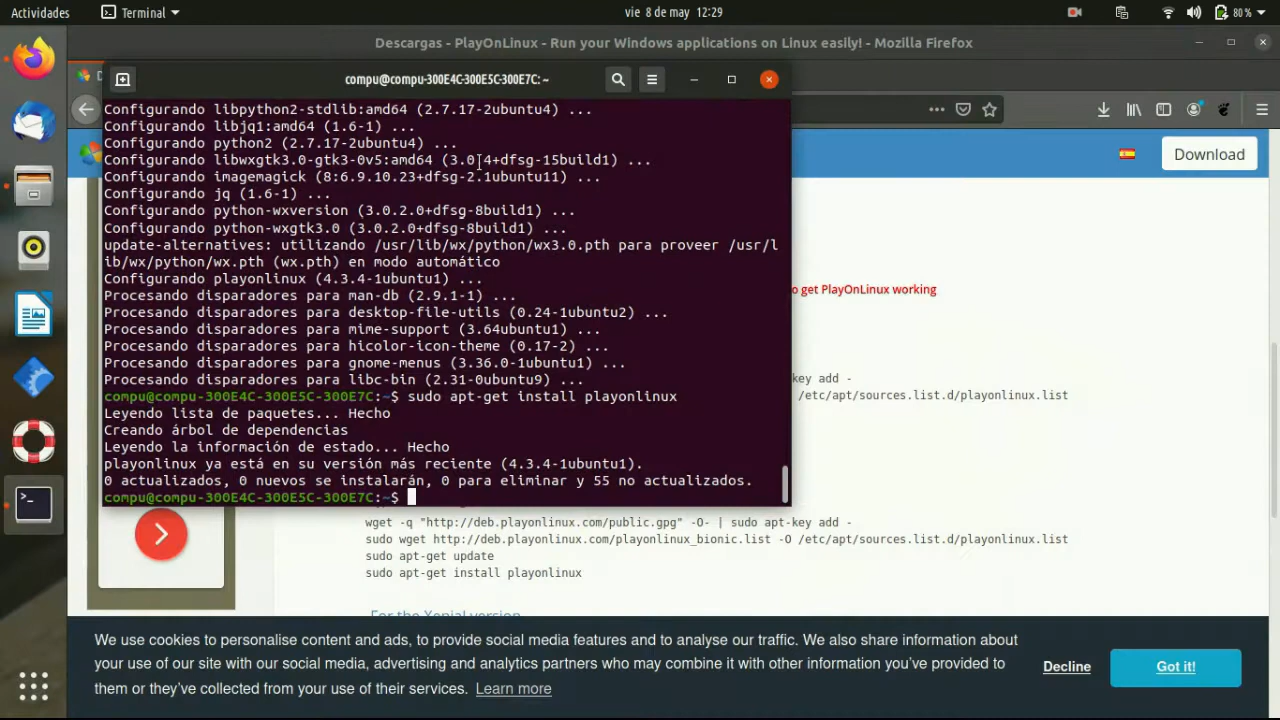 Actividades
Terminal
vie 8 de may 12:29
80 %
Descargas - PlayOnLinux - Run your Windows applications on Linux easily! - Mozilla Firefox
compu@compu-300E4C-300E5C-300E7C: ~
Configurando libpython2-stdlib:amd64 (2.7.17-2ubuntu4) ...
Configurando libjq1:amd64 (1.6-1) ...
Configurando python2 (2.7.17-2ubuntu4) ...
Configurando libwxgtk3.0-gtk3-0v5:amd64 (3.0.4+dfsg-15build1) ...
Configurando imagemagick (8:6.9.10.23+dfsg-2.1ubuntu11) ...
Configurando jq (1.6-1) ...
Configurando python-wxversion (3.0.2.0+dfsg-8build1) ...
Configurando python-wxgtk3.0 (3.0.2.0+dfsg-8build1) ...
update-alternatives: utilizando /usr/lib/wx/python/wx3.0.pth para proveer /usr/l
ib/wx/python/wx.pth (wx.pth) en modo automático
Configurando playonlinux (4.3.4-1ubuntu1) ...
Procesando disparadores para man-db (2.9.1-1) ...
Procesando disparadores para desktop-file-utils (0.24-1ubuntu2) ...
Procesando disparadores para mime-support (3.64ubuntu1) ...
Procesando disparadores para hicolor-icon-theme (0.17-2) ...
Procesando disparadores para gnome-menus (3.36.0-1ubuntu1) ...
Procesando disparadores para libc-bin (2.31-0ubuntu9) ...
compu@compu-300E4C-300E5C-300E7C:~$ sudo apt-get install playonlinux
Leyendo lista de paquetes... Hecho
Creando árbol de dependencias
Leyendo la información de estado... Hecho
playonlinux ya está en su versión más reciente (4.3.4-1ubuntu1).
0 actualizados, 0 nuevos se instalarán, 0 para eliminar y 55 no actualizados.
compu@compu-300E4C-300E5C-300E7C:~$
Download
o get PlayOnLinux working
key add -
/etc/apt/sources.list.d/playonlinux.list
wget -q "http://deb.playonlinux.com/public.gpg" -O- | sudo apt-key add -
sudo wget http://deb.playonlinux.com/playonlinux_bionic.list -O /etc/apt/sources.list.d/playonlinux.list
sudo apt-get update
sudo apt-get install playonlinux
For the Xenial version
We use cookies to personalise content and ads, to provide social media features and to analyse our traffic. We also share information about
your use of our site with our social media, advertising and analytics partners who may combine it with other information you've provided to
them or they've collected from your use of their services. Learn more
Decline
Got it!